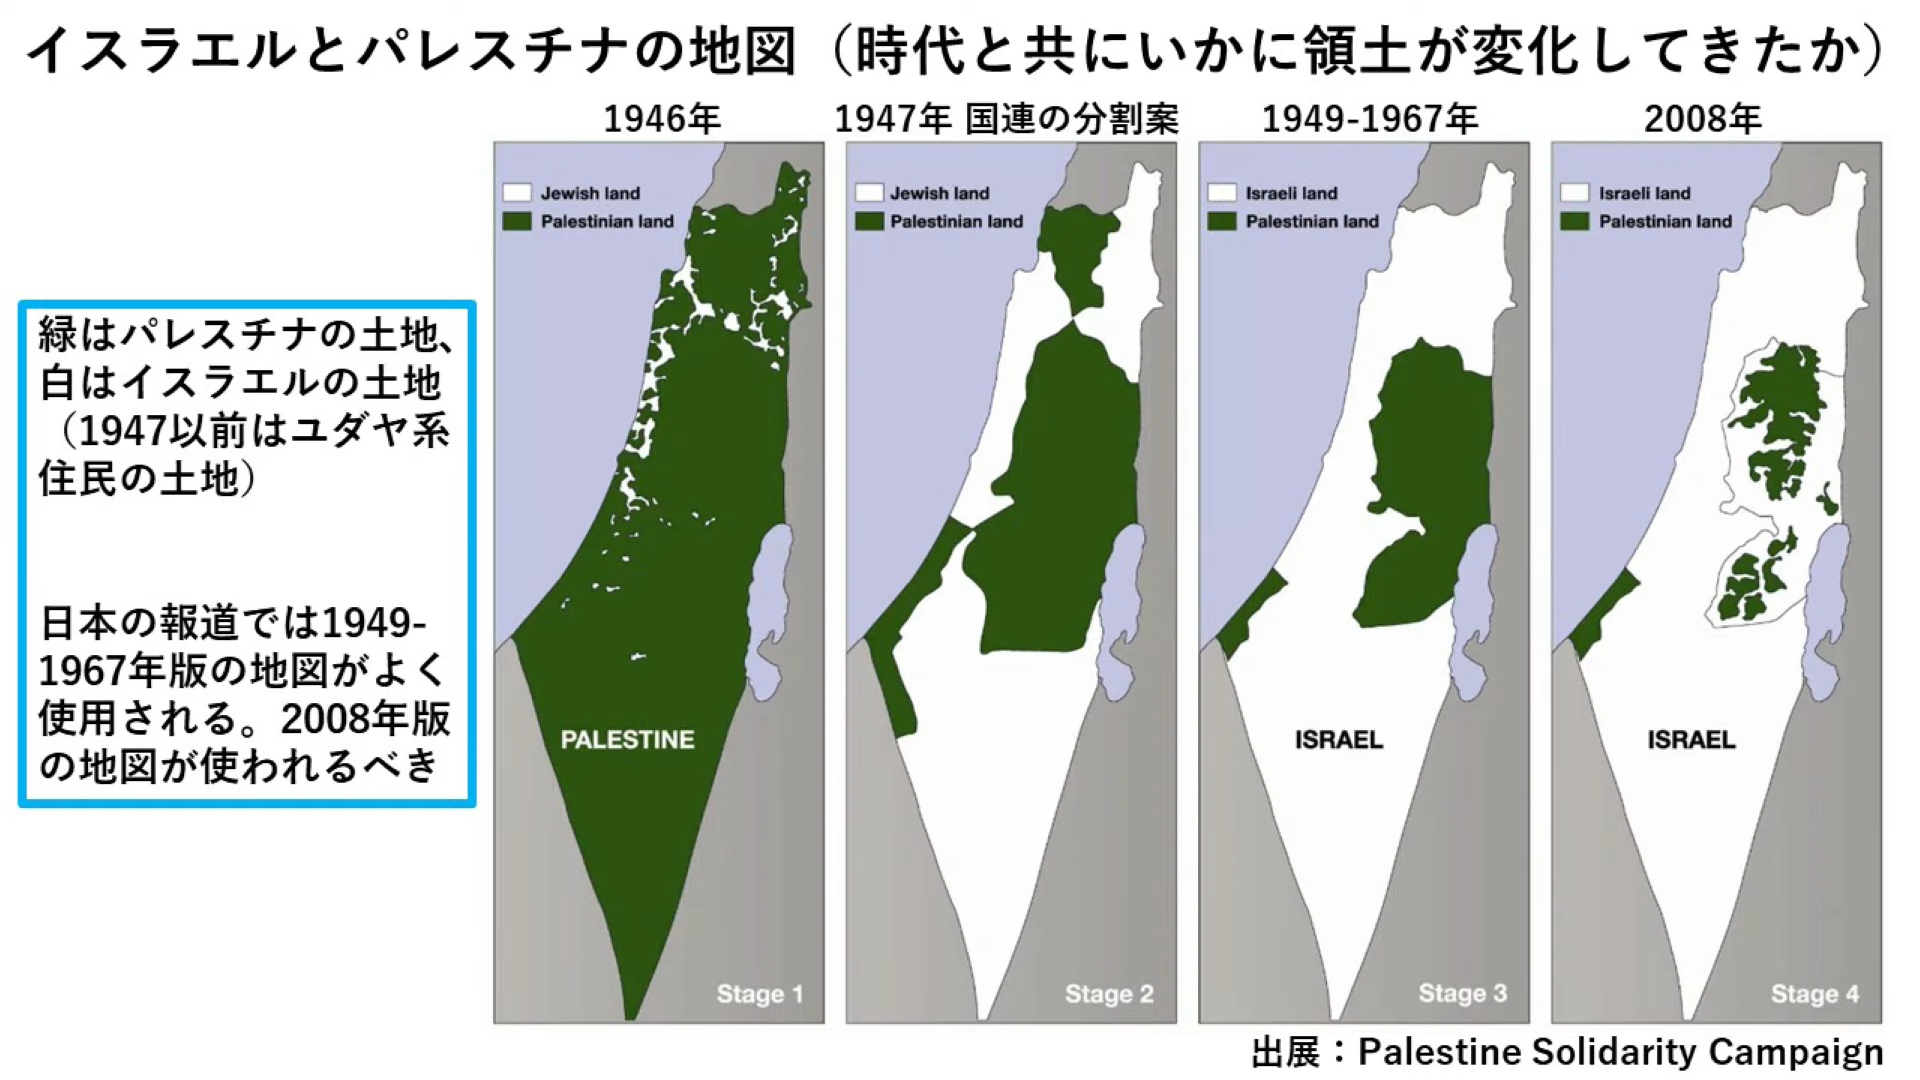 イスラエルとパレスチナの地図（時代と共にいかに領土が変化してきたか）
1946年
1947年 国連の分割案
1949-1967年
2008年
緑はパレスチナの土地、
白はイスラエルの土地
（1947以前はユダヤ系
住民の土地）
日本の報道では1949-
1967年版の地図がよく
使用される。2008年版
の地図が使われるべき
Jewish land
Palestinian land
PALESTINE
Stage 1
Jewish land
Palestinian land
Stage 2
Israeli land
Palestinian land
ISRAEL
Stage 3
Israeli land
Palestinian land
ISRAEL
Stage 4
出展：Palestine Solidarity Campaign